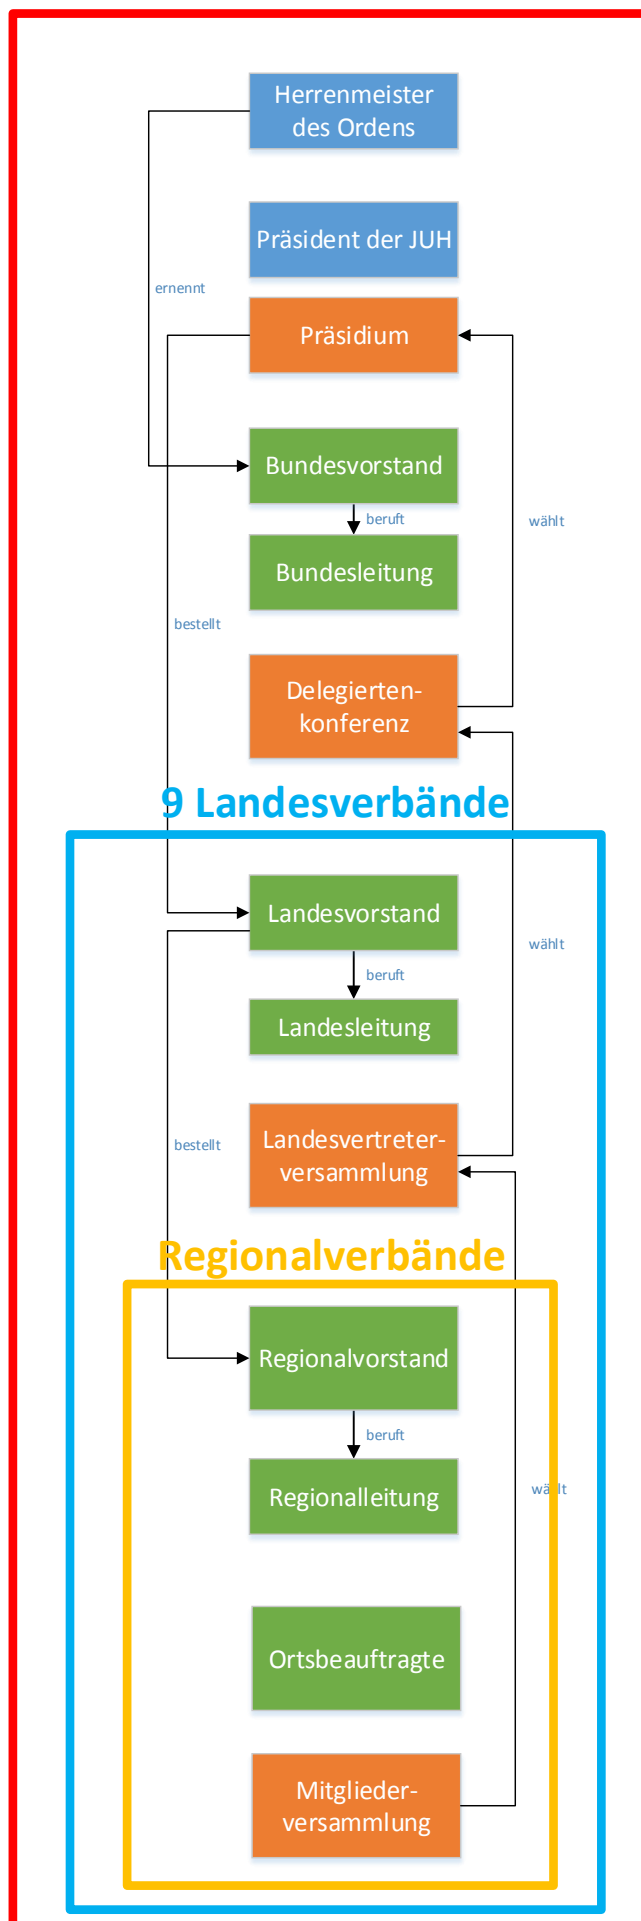 Herrenmeister
des Ordens
Präsident der JUH
ernennt
Präsidium
Bundesvorstand
beruft
wählt
Bundesleitung
bestellt
Delegierten-
konferenz
9 Landesverbände
Landesvorstand
wählt
beruft
Landesleitung
Landesvertreter-
versammlung
bestellt
Regionalverbände
Regionalvorstand
beruft
Regionalleitung
wählt
Ortsbeauftragte
Mitglieder-
versammlung